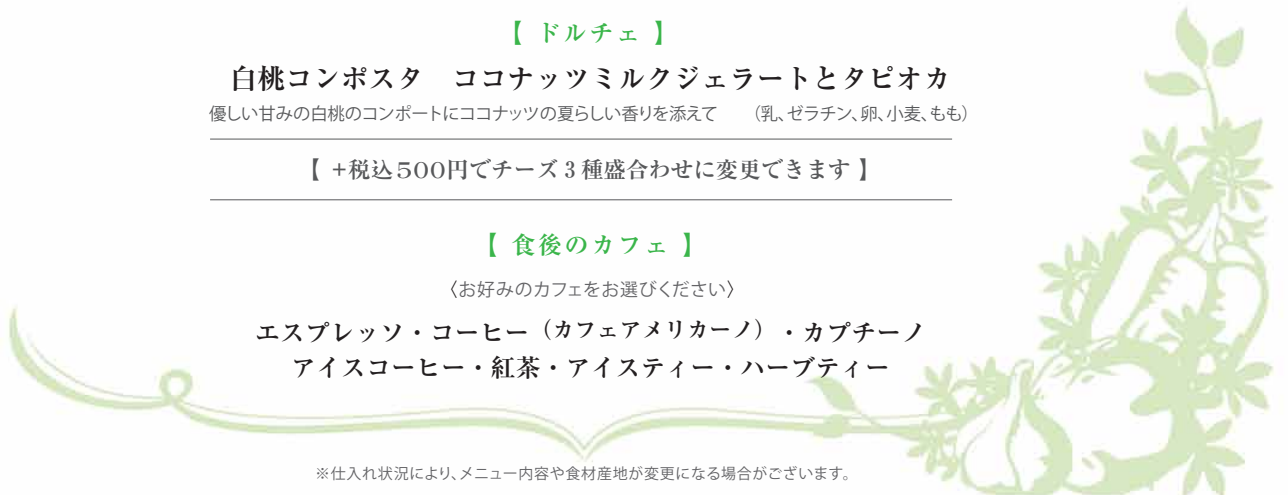 【 ドルチェ 】
白桃コンポスタ　ココナッツミルクジェラートとタピオカ
優しい甘みの白桃のコンポートにココナッツの夏らしい香りを添えて　　（乳、ゼラチン、卵、小麦、もも）
【 +税込500円でチーズ3種盛合わせに変更できます 】
【 食後のカフェ 】
〈お好みのカフェをお選びください〉
エスプレッソ・コーヒー（カフェアメリカーノ）・カプチーノ
アイスコーヒー・紅茶・アイスティー・ハーブティー
※仕入れ状況により、メニュー内容や食材産地が変更になる場合がございます。